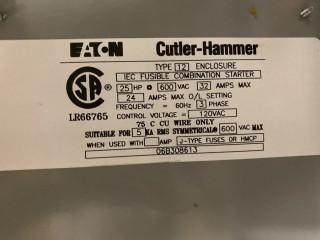 EATON Cutler-Hammer
TYPE 12 ENCLOSURE
IEC FUSIBLE COMBINATION STARTER
25 HP @ 600 VAC 32 AMPS MAX
24 AMPS MAX O/L SETTING
FREQUENCY = 60Hz 3 PHASE
CONTROL VOLTAGE = 120VAC
LR66765
75 C CU WIRE ONLY
SUITABLE FOR 5 KA RMS SYMMETRICAL@ 600 VAC MAX
WHEN USED WITH AMP J-TYPE FUSES OR HMCP
06B308613